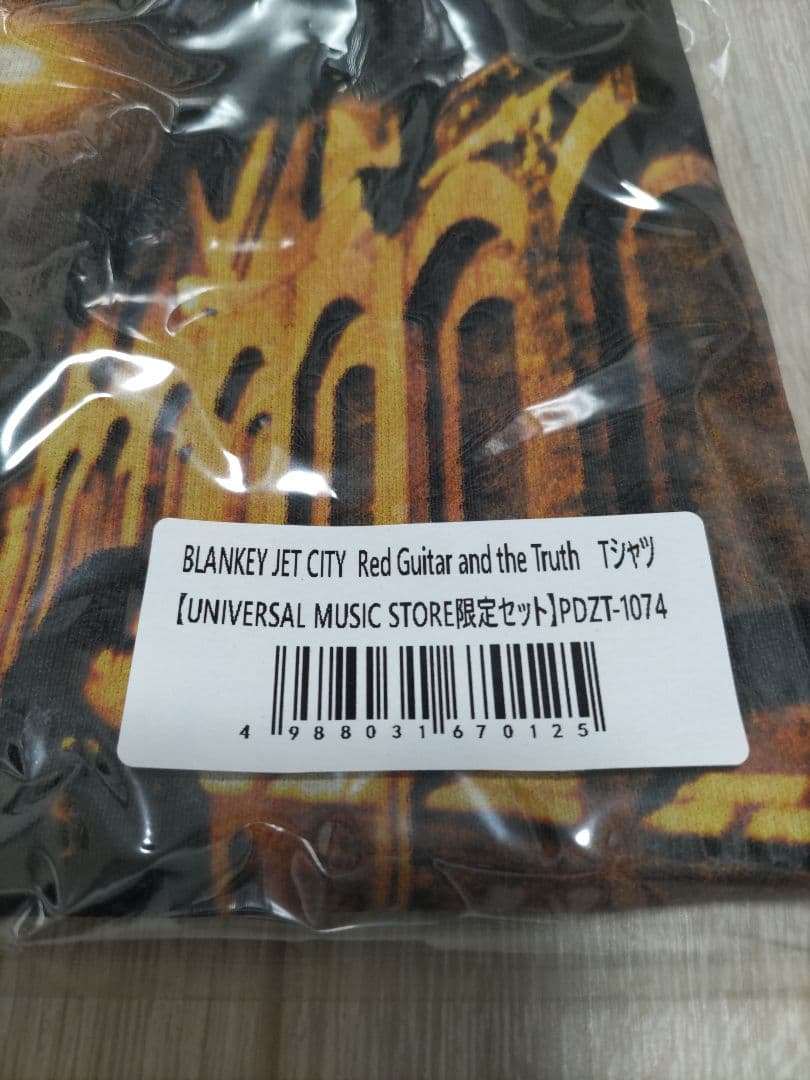 BLANKEY JET CITY Red Guitar and the Truth Tシャツ
【UNIVERSAL MUSIC STORE限定セット】PDZT-1074
4 988031 670125